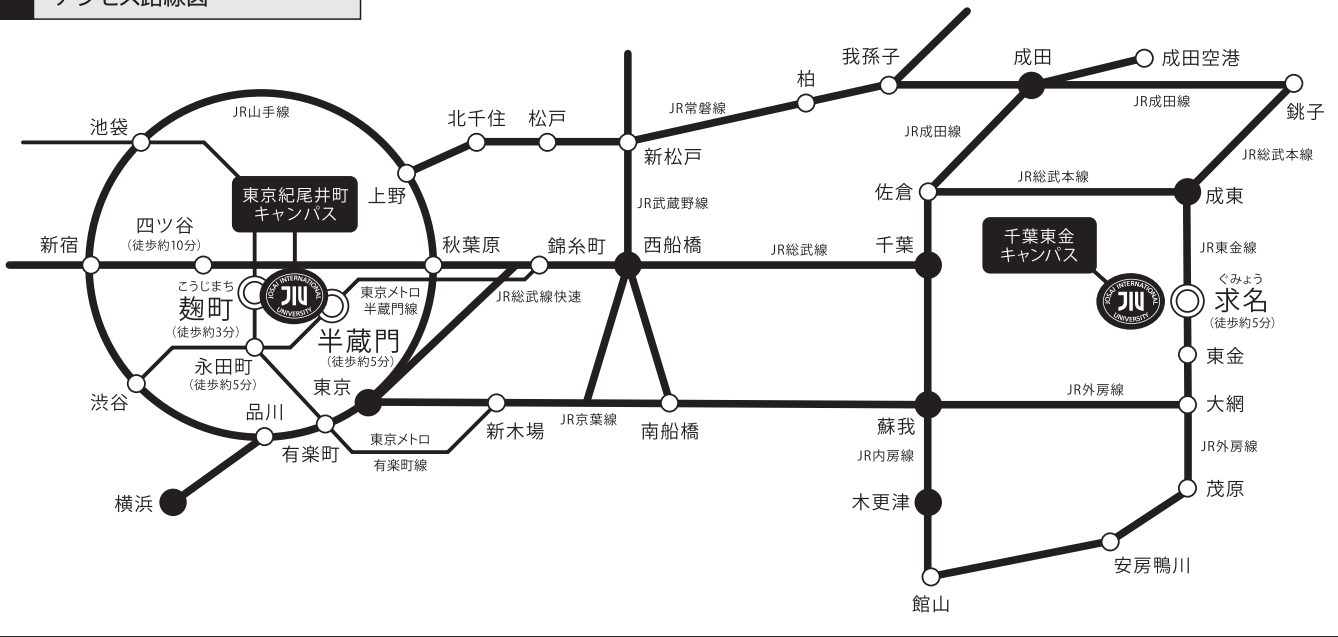 アクセス路線図
我孫子
成田
成田空港
柏
JR常磐線
JR成田線
銚子
北千住
松戸
JR山手線
池袋
JR成田線
新松戸
JR総武本線
東京紀尾井町
キャンパス
上野
JR総武本線
佐倉
成東
JR武蔵野線
四ツ谷
(徒歩約10分)
新宿
秋葉原
錦糸町
西船橋
JR総武線
千葉
千葉東金
キャンパス
JR東金線
こうじまち
麹町
(徒歩約3分)
JOSAI INTERNATIONAL
JIU
UNIVERSITY
東京メトロ
半蔵門線
JR総武線快速
JOSAI INTERNATIONAL
JIU
UNIVERSITY
ぐみょう
求名
(徒歩約5分)
半蔵門
(徒歩約5分)
永田町
(徒歩約5分)
東金
渋谷
東京
JR外房線
大網
品川
有楽町
東京メトロ
有楽町線
新木場
JR京葉線
南船橋
蘇我
JR内房線
JR外房線
横浜
木更津
茂原
安房鴨川
館山